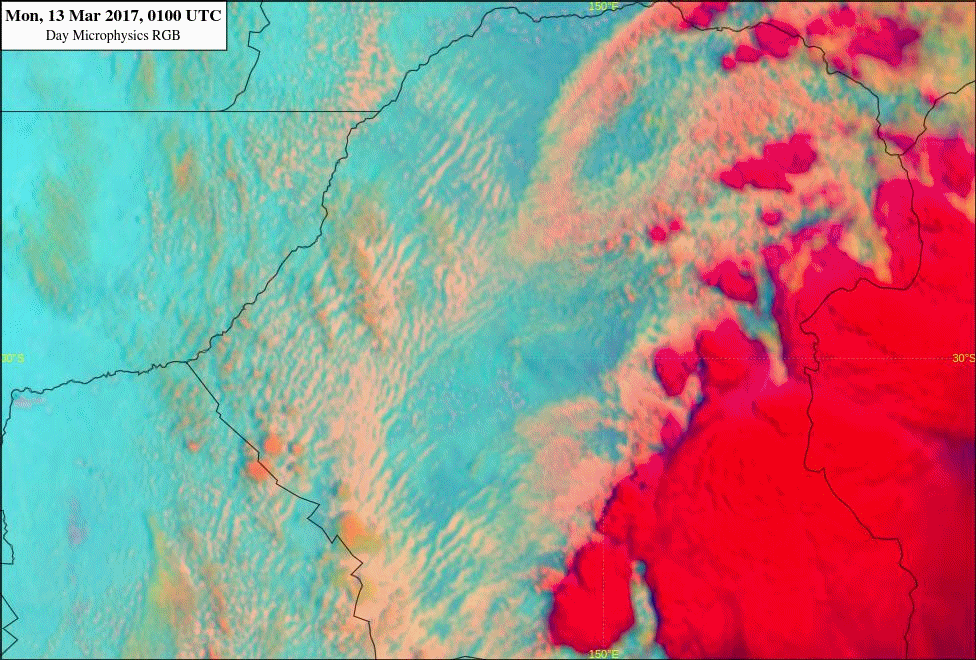 Mon, 13 Mar 2017, 0100 UTC
Day Microphysics RGB
150°E
30°S
30°S
150°E